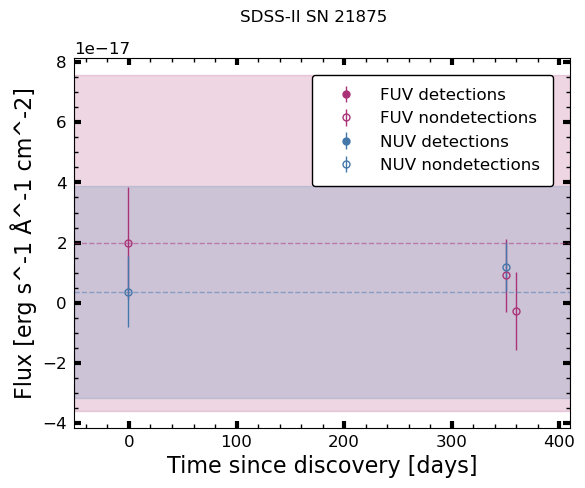 SDSS-II SN 21875
1e−17
8
6
4
2
0
−2
−4
Flux [erg s^-1 Å^-1 cm^-2]
FUV detections
FUV nondetections
NUV detections
NUV nondetections
0 100 200 300 400
Time since discovery [days]